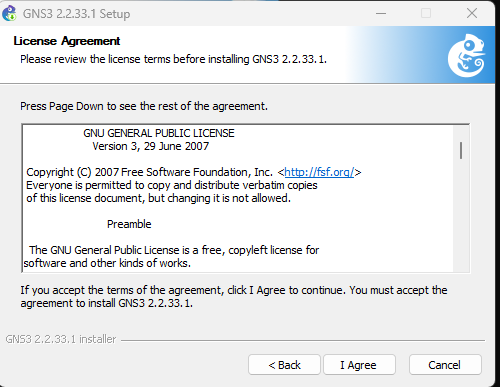 GNS3 2.2.33.1 Setup
License Agreement
Please review the license terms before installing GNS3 2.2.33.1.
Press Page Down to see the rest of the agreement.
GNU GENERAL PUBLIC LICENSE
Version 3, 29 June 2007
Copyright (C) 2007 Free Software Foundation, Inc. <http://fsf.org/>
Everyone is permitted to copy and distribute verbatim copies
of this license document, but changing it is not allowed.
Preamble
The GNU General Public License is a free, copyleft license for
software and other kinds of works.
If you accept the terms of the agreement, click I Agree to continue. You must accept the
agreement to install GNS3 2.2.33.1.
GNS3 2.2.33.1 installer
< Back I Agree Cancel